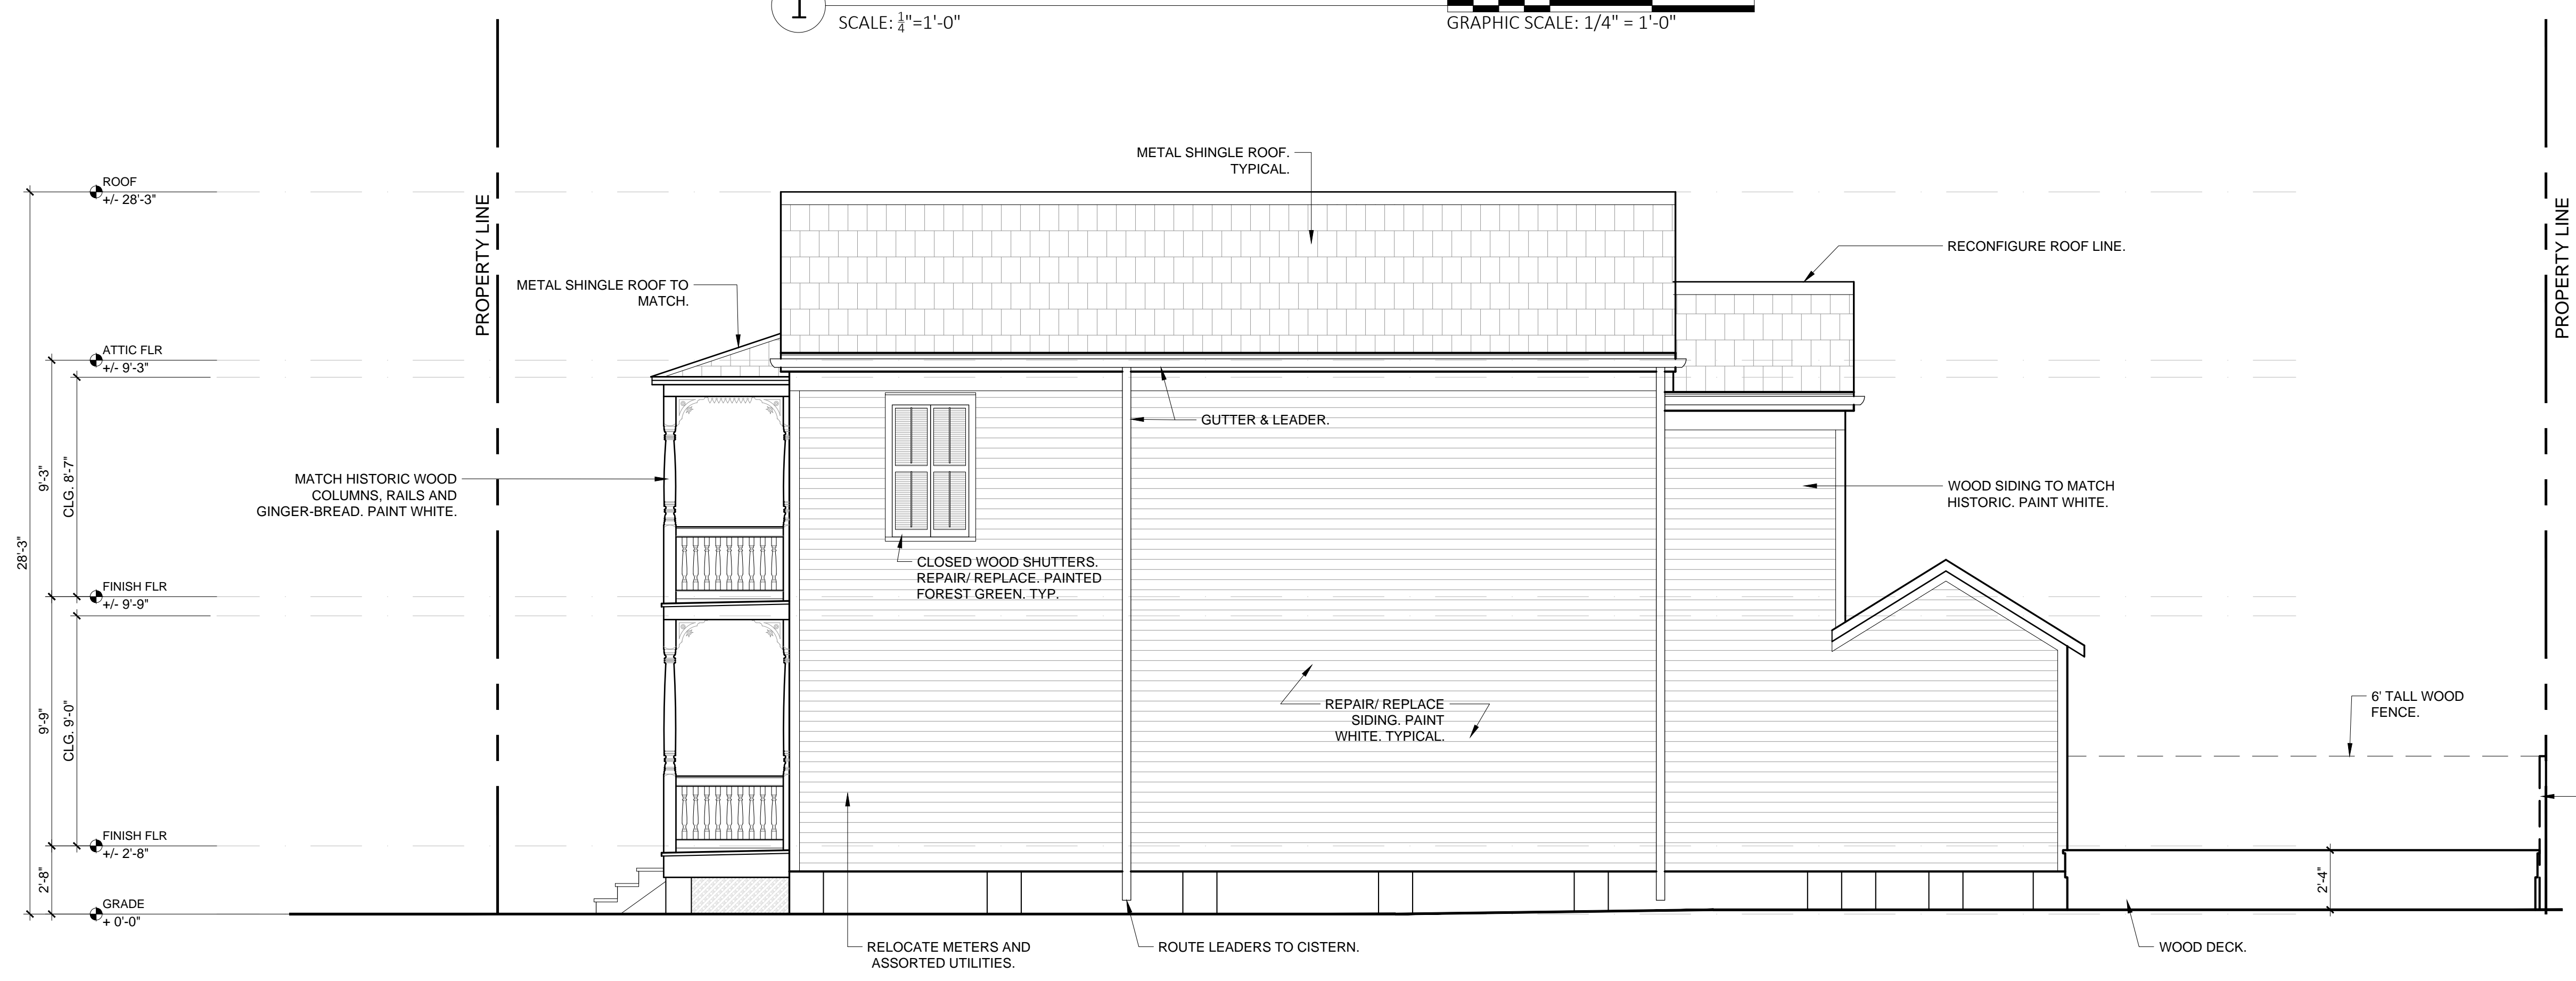 1
SCALE: 1/4"=1'-0"
GRAPHIC SCALE: 1/4" = 1'-0"
METAL SHINGLE ROOF.
TYPICAL.
ROOF
+/- 28'-3"
PROPERTY LINE
PROPERTY LINE
RECONFIGURE ROOF LINE.
METAL SHINGLE ROOF TO
MATCH.
ATTIC FLR
+/- 9'-3"
GUTTER & LEADER.
9'-3"
CLG. 8'-7"
MATCH HISTORIC WOOD
COLUMNS, RAILS AND
GINGER-BREAD. PAINT WHITE.
WOOD SIDING TO MATCH
HISTORIC. PAINT WHITE.
28'-3"
CLOSED WOOD SHUTTERS.
REPAIR/ REPLACE. PAINTED
FOREST GREEN. TYP.
FINISH FLR
+/- 9'-9"
9'-9"
CLG. 9'-0"
REPAIR/ REPLACE
SIDING. PAINT
WHITE. TYPICAL.
6' TALL WOOD
FENCE.
FINISH FLR
+/- 2'-8"
2'-8"
2'-4"
GRADE
+ 0'-0"
RELOCATE METERS AND
ASSORTED UTILITIES.
ROUTE LEADERS TO CISTERN.
WOOD DECK.